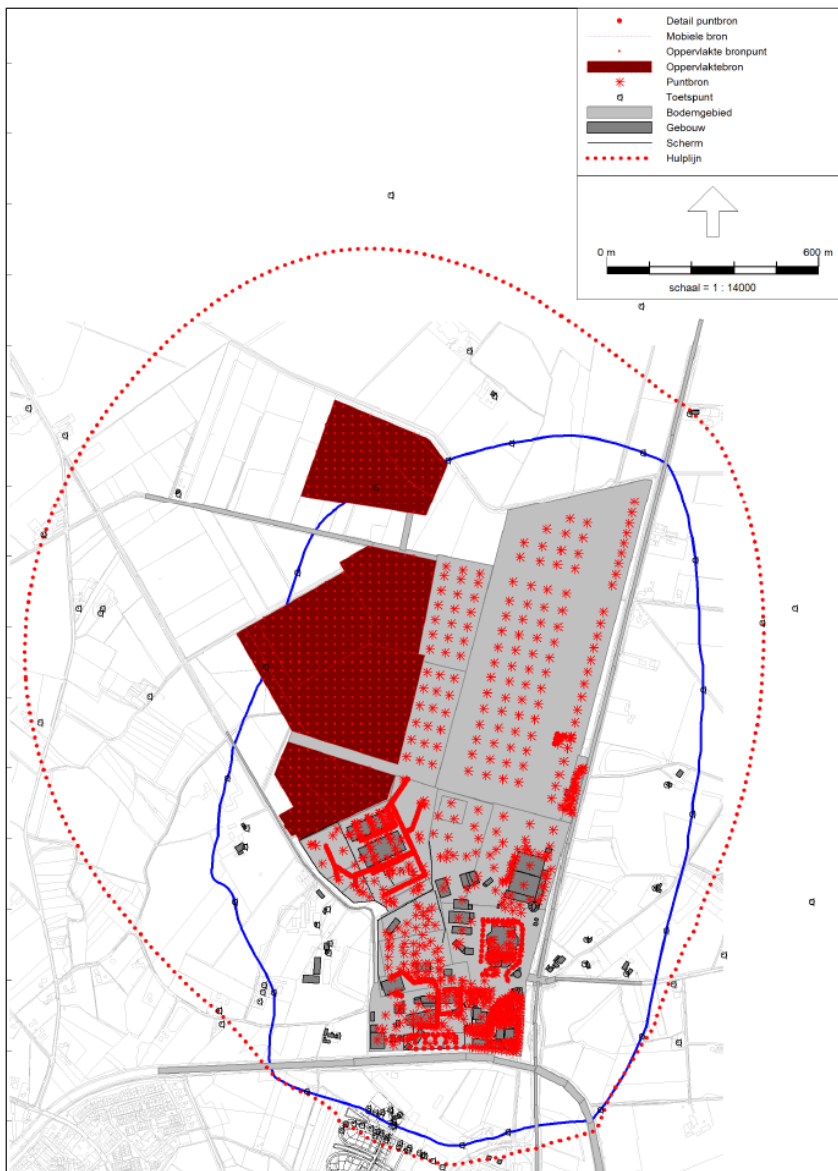 Detail puntbron
Mobiele bron
Oppervlakte bronpunt
Oppervlaktebron
Puntbron
Toetspunt
Bodemgebied
Gebouw
Scherm
Hulplijn
0 m 600 m
schaal = 1 : 14000